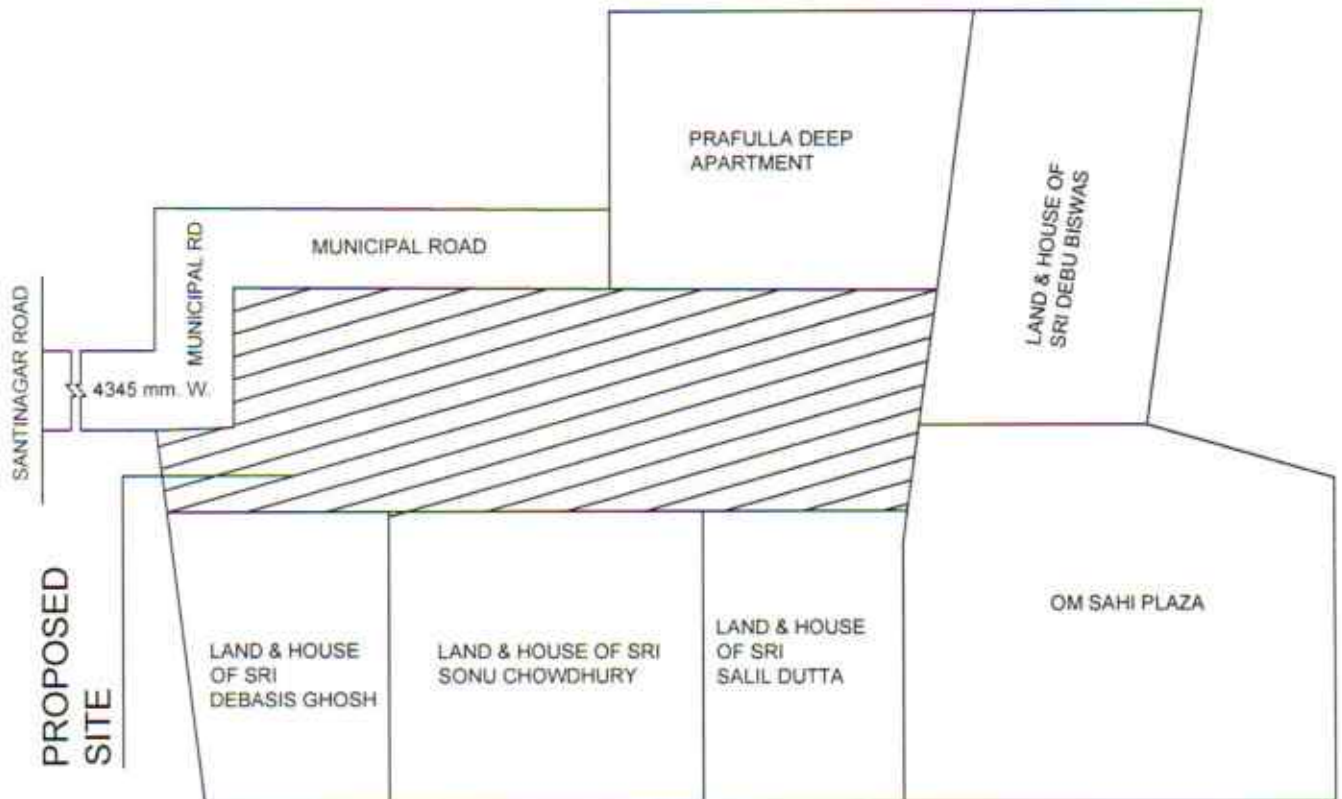 PRAFULLA DEEP
APARTMENT
LAND & HOUSE OF
SRI DEBU BISWAS
MUNICIPAL ROAD
MUNICIPAL RD
SANTINAGAR ROAD
4345 mm. W.
PROPOSED
SITE
LAND & HOUSE
OF SRI
DEBASIS GHOSH
LAND & HOUSE OF SRI
SONU CHOWDHURY
LAND & HOUSE
OF SRI
SALIL DUTTA
OM SAHI PLAZA